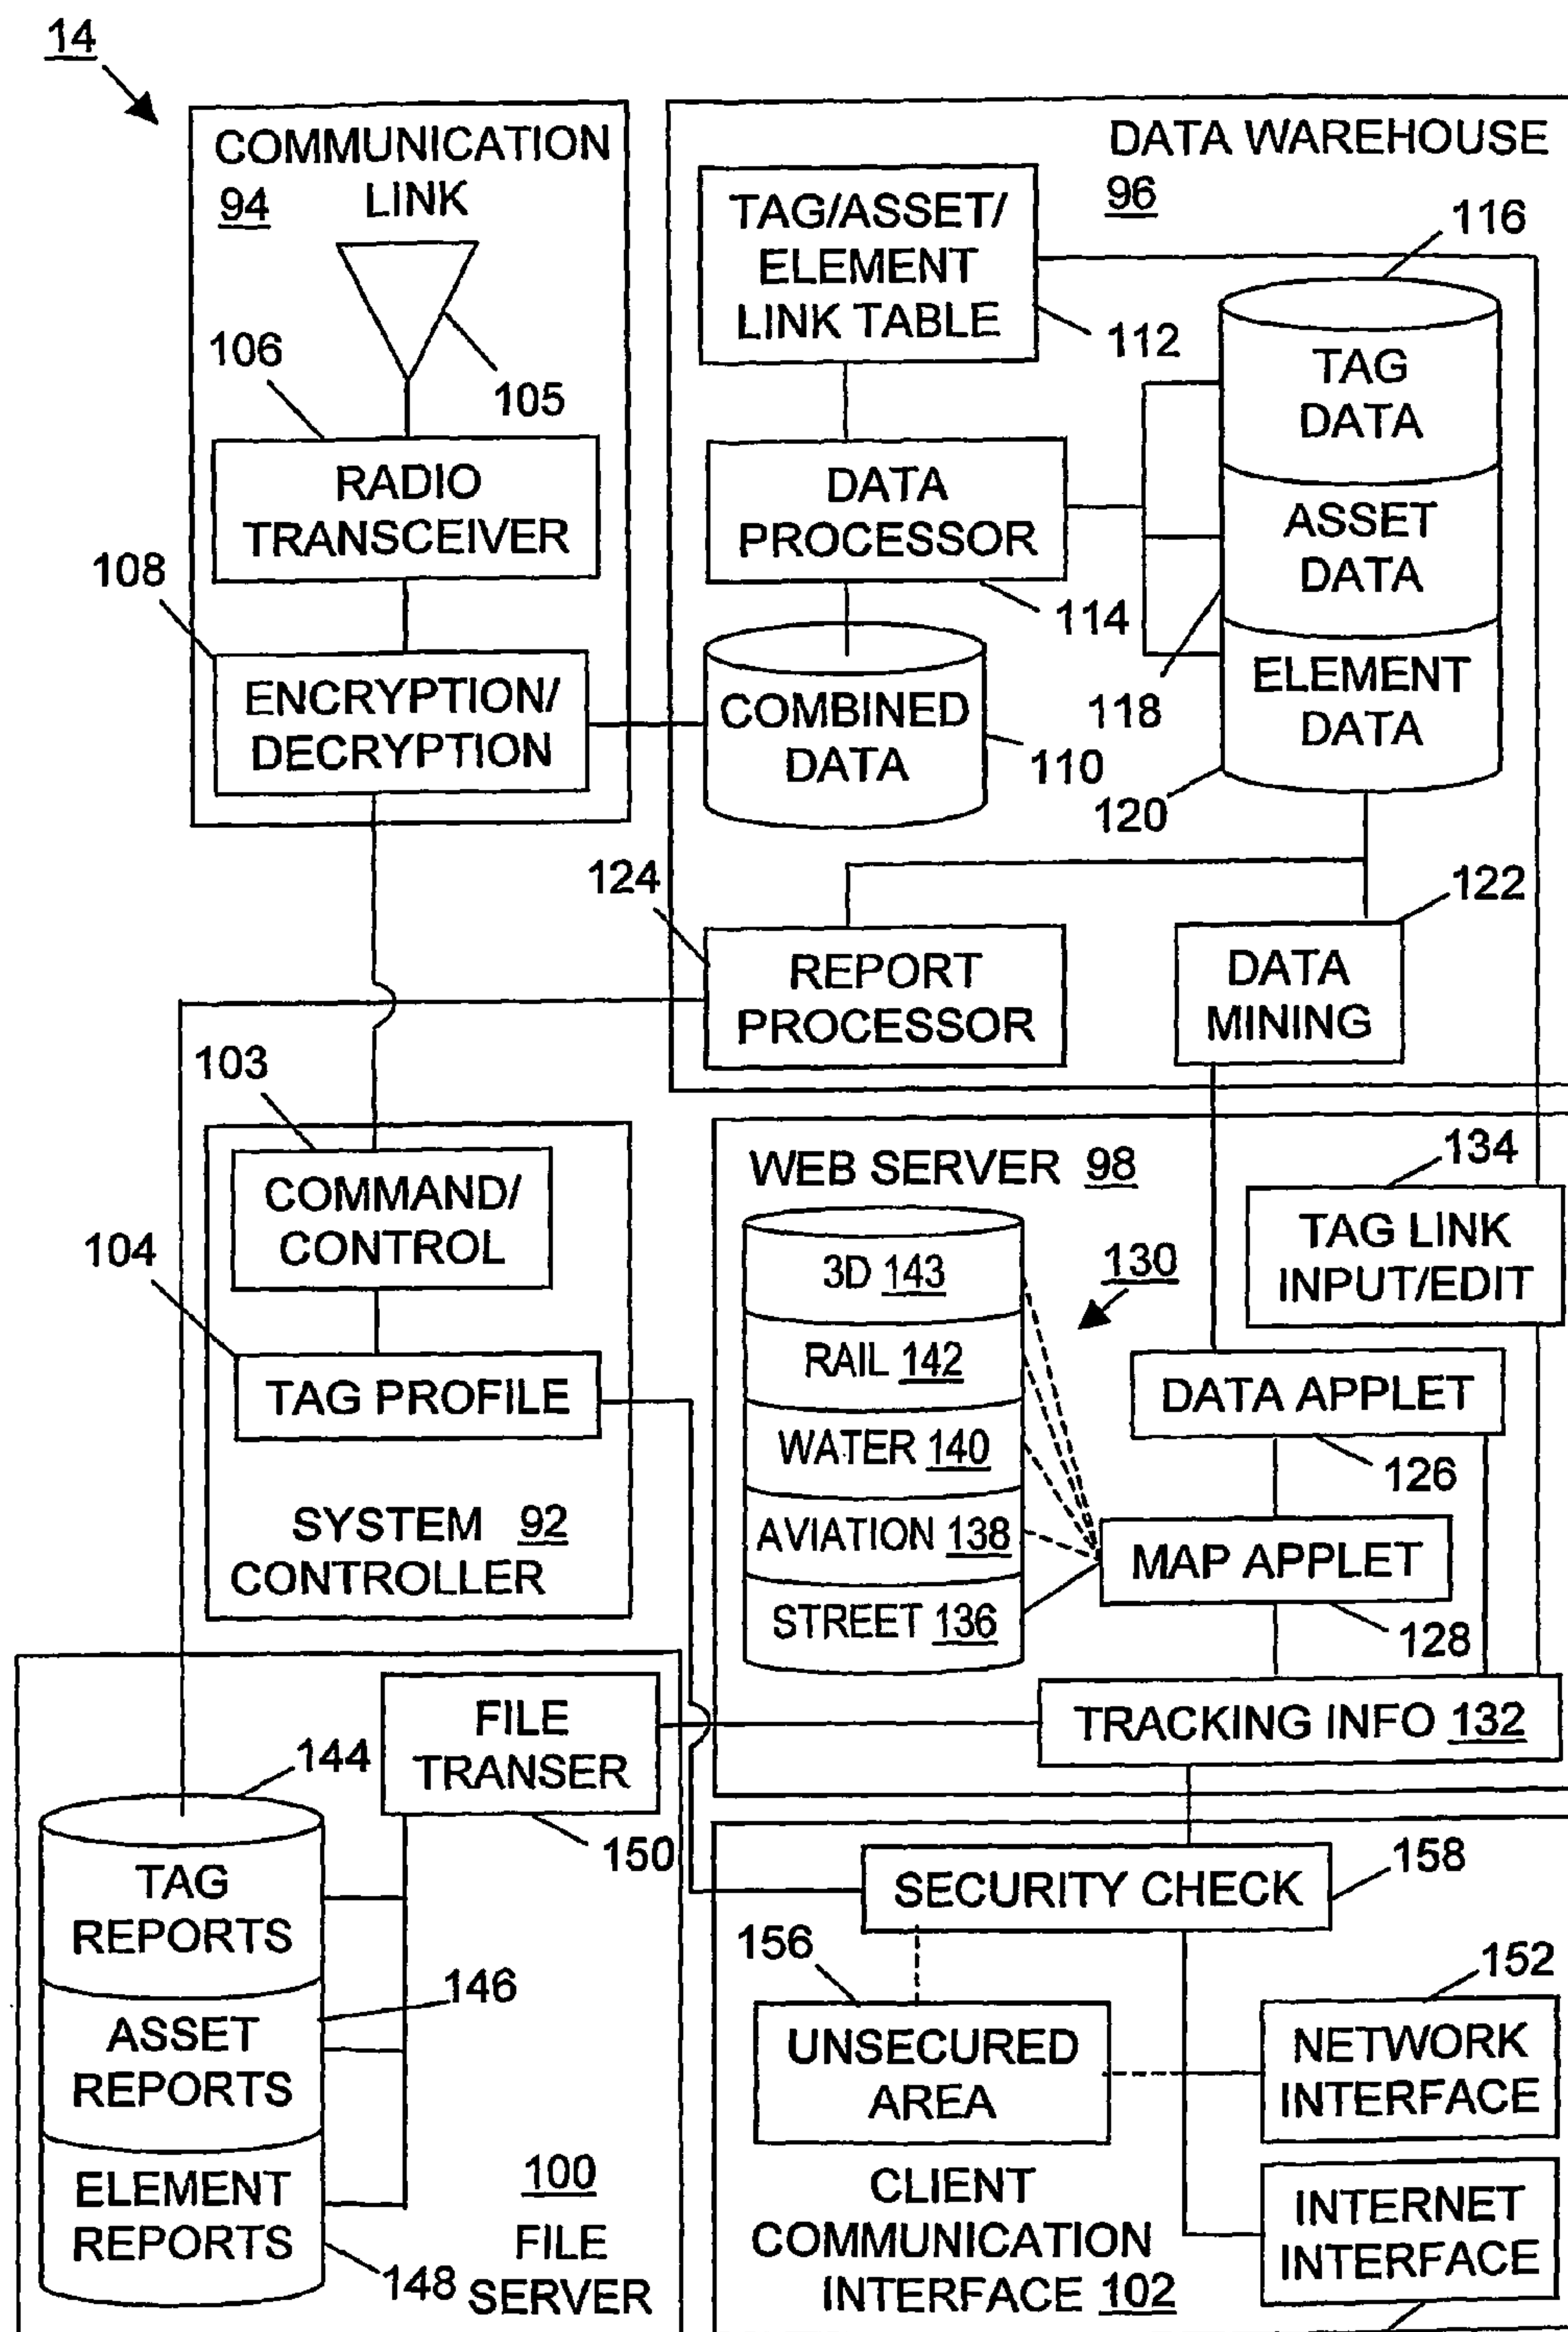 14
COMMUNICATION
LINK
94
105
106
RADIO
TRANSCEIVER
108
ENCRYPTION/
DECRYPTION
DATA WAREHOUSE
96
TAG/ASSET/
ELEMENT
LINK TABLE
112
116
TAG
DATA
ASSET
DATA
ELEMENT
DATA
118
120
DATA
PROCESSOR
114
COMBINED
DATA
110
124
REPORT
PROCESSOR
122
DATA
MINING
103
COMMAND/
CONTROL
104
TAG PROFILE
SYSTEM 92
CONTROLLER
WEB SERVER 98
3D 143
RAIL 142
WATER 140
AVIATION 138
STREET 136
130
134
TAG LINK
INPUT/EDIT
DATA APPLET
126
MAP APPLET
128
TRACKING INFO 132
FILE
TRANSER
150
144
TAG
REPORTS
146
ASSET
REPORTS
ELEMENT
REPORTS
148
100
FILE
SERVER
SECURITY CHECK
158
156
UNSECURED
AREA
152
NETWORK
INTERFACE
INTERNET
INTERFACE
CLIENT
COMMUNICATION
INTERFACE 102